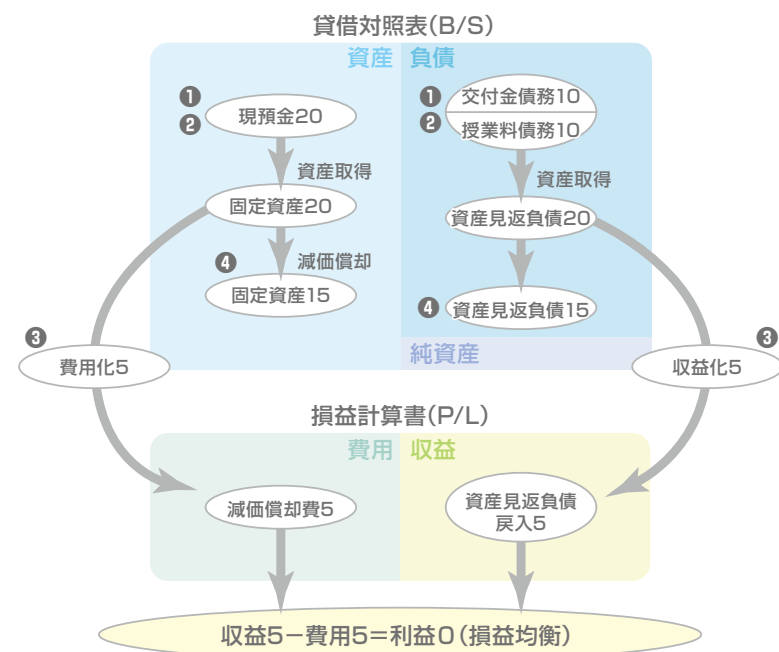 貸借対照表(B/S)
資産 負債
❶ ❶
❷ ❷
現預金20
交付金債務10
授業料債務10
資産取得 資産取得
固定資産20 資産見返負債20
❹ 減価償却
固定資産15 ❹ 資産見返負債15
❸ ❸
純資産
費用化5 収益化5
損益計算書(P/L)
費用 収益
減価償却費5
資産見返負債
戻入5
収益5−費用5=利益0(損益均衡)